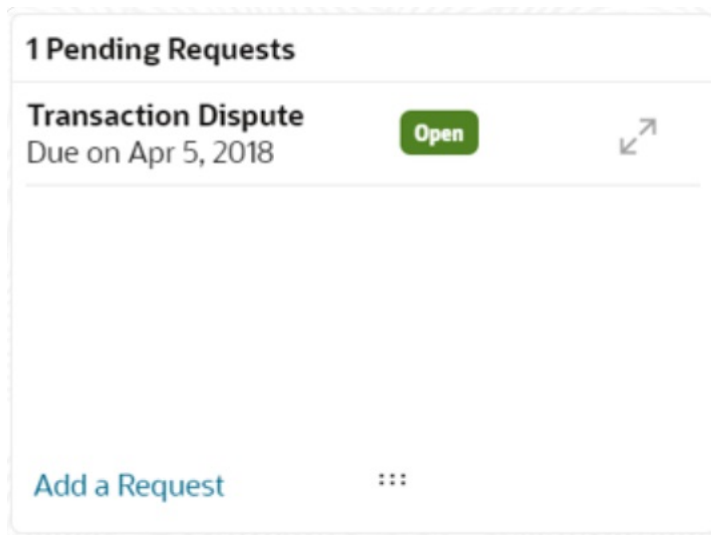 1 Pending Requests
Transaction Dispute
Open
Due on Apr 5, 2018
Add a Request